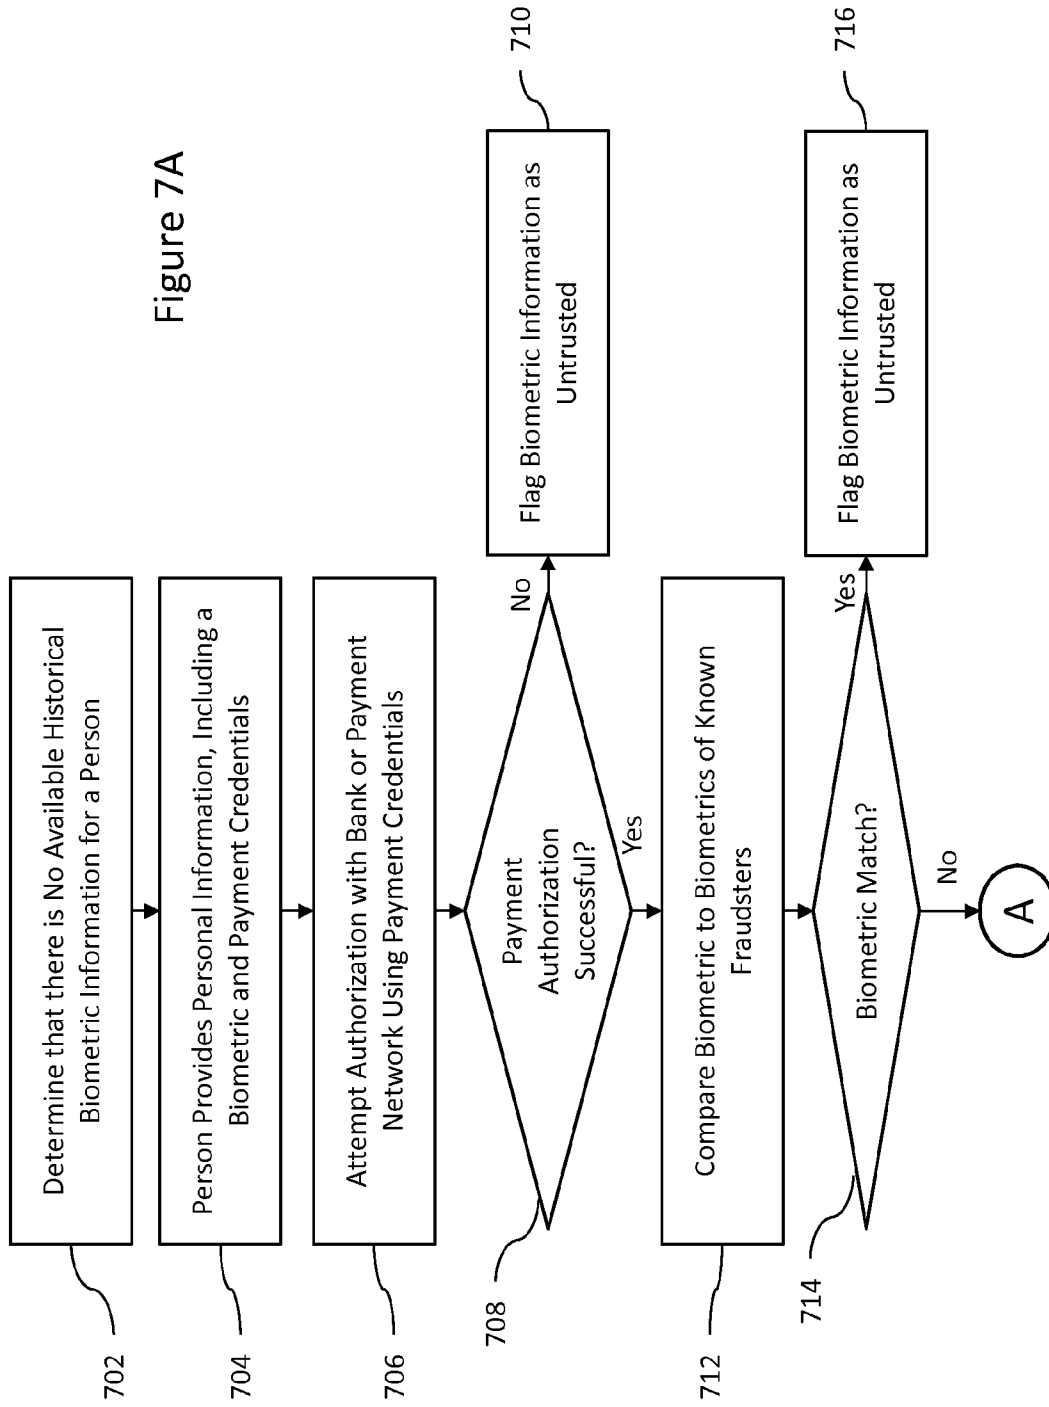 Figure 7A
Determine that there is No Available Historical
Biometric Information for a Person
702
Person Provides Personal Information, Including a
Biometric and Payment Credentials
704
Attempt Authorization with Bank or Payment
Network Using Payment Credentials
706
Payment
Authorization
Successful?
708
No
Flag Biometric Information as
Untrusted
710
Yes
Compare Biometric to Biometrics of Known
Fraudsters
712
Biometric Match?
714
Yes
Flag Biometric Information as
Untrusted
716
No
A